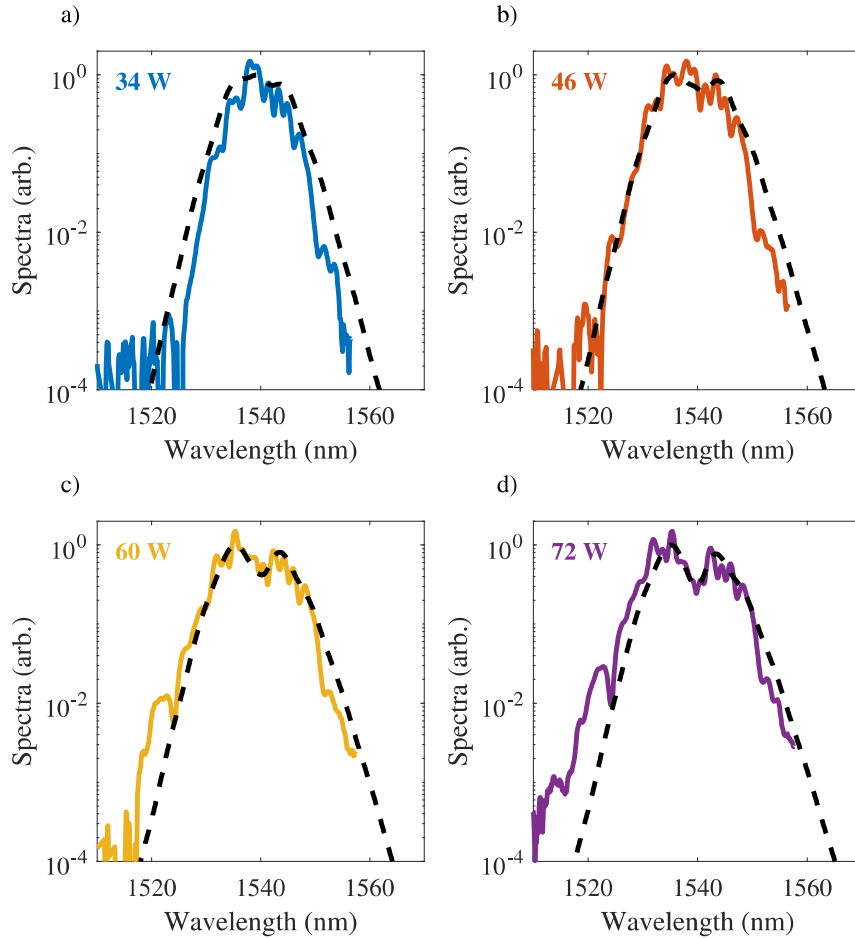 a)
b)
34 W
46 W
10^0
10^-2
10^-4
Spectra (arb.)
1520 1540 1560
Wavelength (nm)
10^0
10^-2
10^-4
Spectra (arb.)
1520 1540 1560
Wavelength (nm)
c)
d)
60 W
72 W
10^0
10^-2
10^-4
Spectra (arb.)
1520 1540 1560
Wavelength (nm)
10^0
10^-2
10^-4
Spectra (arb.)
1520 1540 1560
Wavelength (nm)